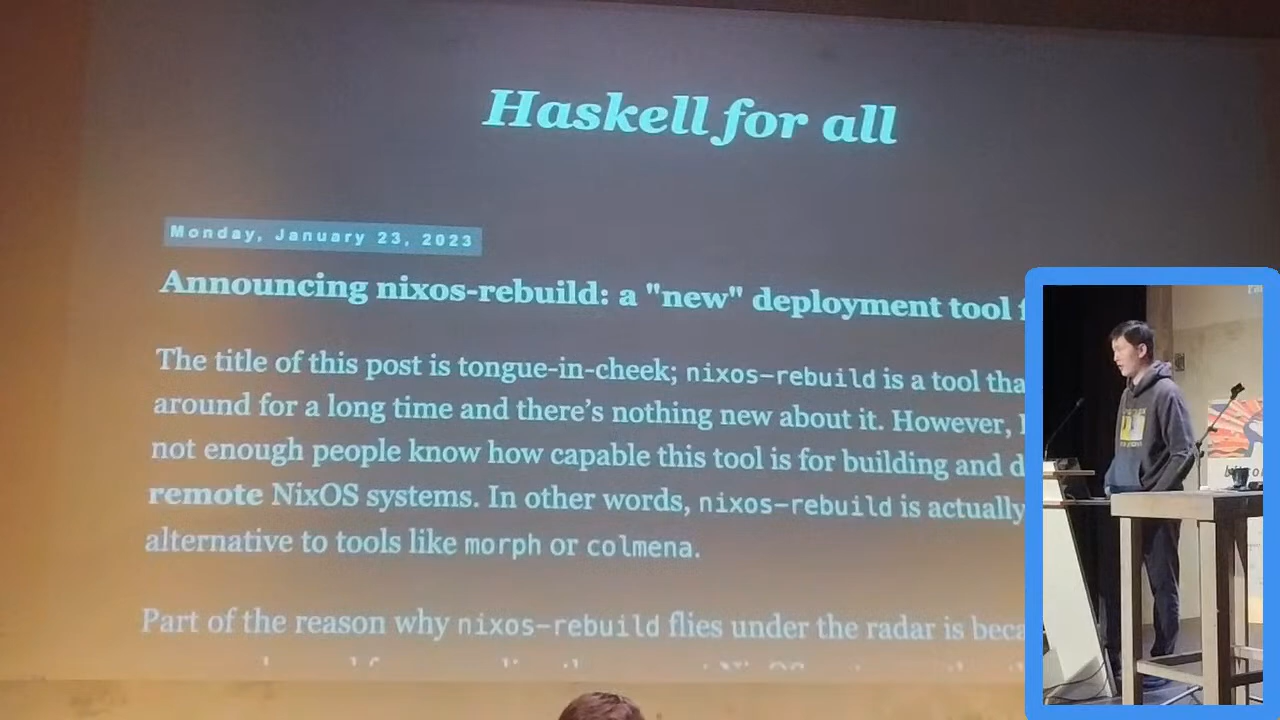 Haskell for all
Monday, January 23, 2023
Announcing nixos-rebuild: a "new" deployment tool
The title of this post is tongue-in-cheek; nixos-rebuild is a tool tha
around for a long time and there's nothing new about it. However, I
not enough people know how capable this tool is for building and d
remote NixOS systems. In other words, nixos-rebuild is actually
alternative to tools like morph or colmena.
Part of the reason why nixos-rebuild flies under the radar is beca